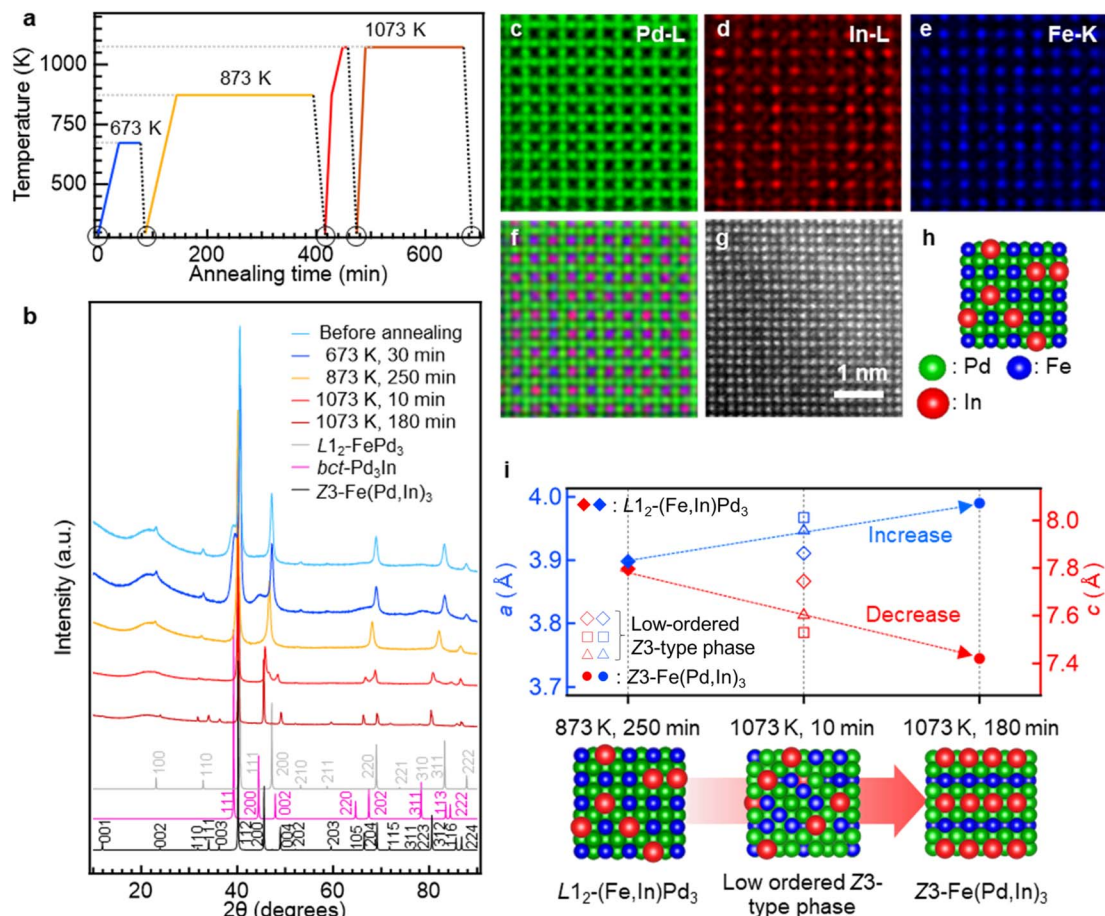 a
1073 K
873 K
673 K
1000
750
500
Temperature (K)
0
200
400
600
Annealing time (min)
b
Before annealing
673 K, 30 min
873 K, 250 min
1073 K, 10 min
1073 K, 180 min
L1₂-FePd₃
bct-Pd₃In
Z3-Fe(Pd,In)₃
Intensity (a.u.)
100
110
111
200
210
211
220
221
310
311
222
111
200
002
220
202
311
113
222
001
002
110
111
003
112
200
004
202
203
105
204
115
311
223
312
116
224
20
40
60
80
2θ (degrees)
c
Pd-L
d
In-L
e
Fe-K
f
g
1 nm
h
: Pd
: Fe
: In
i
4.0
3.9
3.8
3.7
a (Å)
: L1₂-(Fe,In)Pd₃
Increase
Decrease
Low-ordered
Z3-type phase
: Z3-Fe(Pd,In)₃
8.0
7.8
7.6
7.4
c (Å)
873 K, 250 min
1073 K, 10 min
1073 K, 180 min
L1₂-(Fe,In)Pd₃
Low ordered Z3-
type phase
Z3-Fe(Pd,In)₃